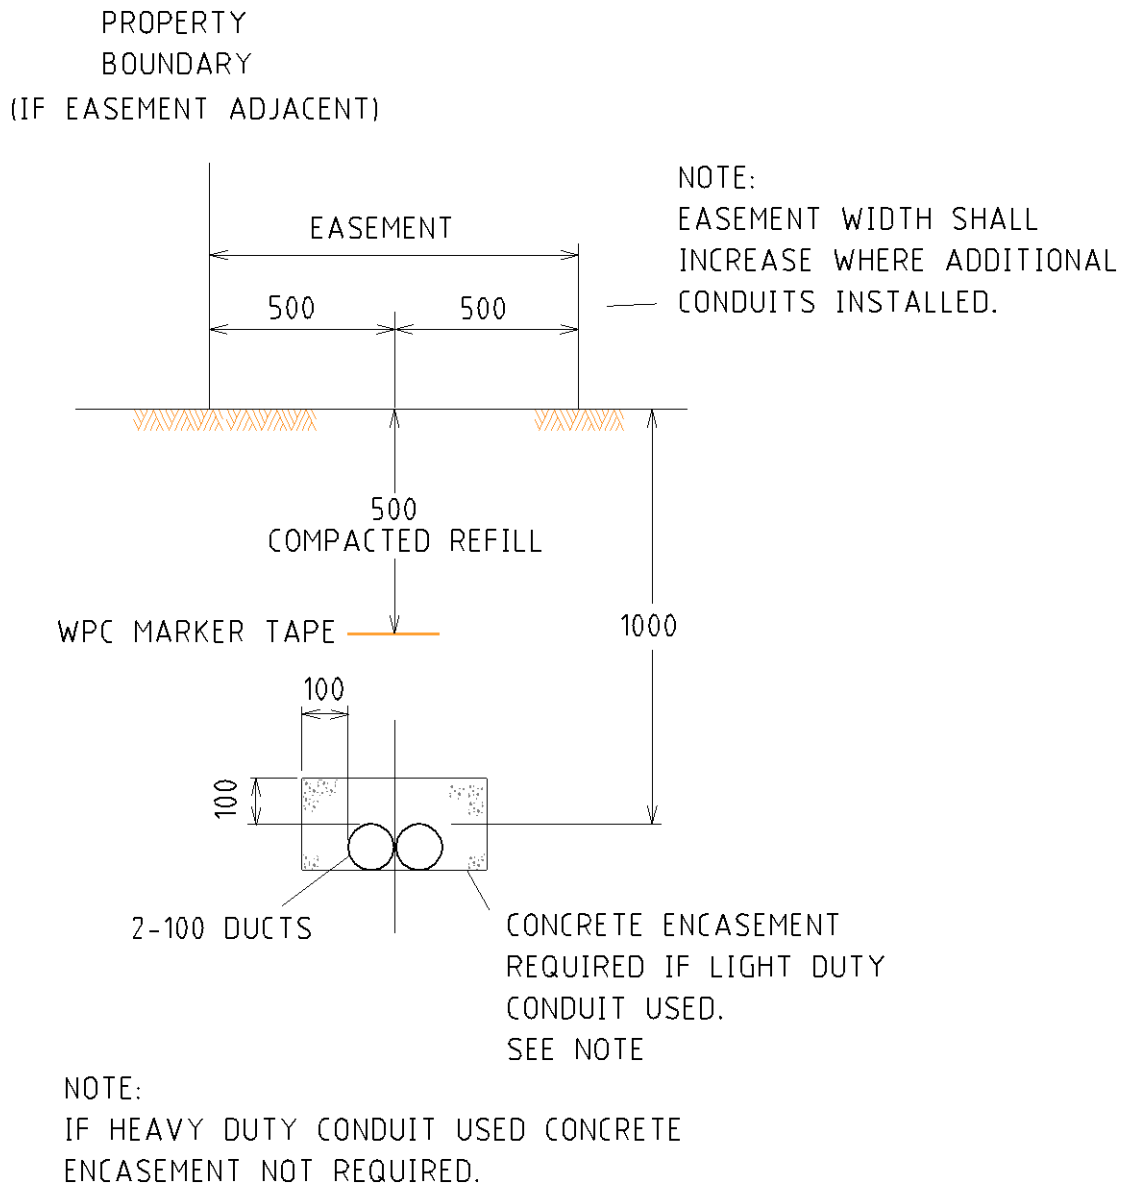 PROPERTY
BOUNDARY
(IF EASEMENT ADJACENT)
NOTE:
EASEMENT WIDTH SHALL
INCREASE WHERE ADDITIONAL
CONDUITS INSTALLED.
EASEMENT
500
500
500
COMPACTED REFILL
1000
WPC MARKER TAPE
100
100
2-100 DUCTS
CONCRETE ENCASEMENT
REQUIRED IF LIGHT DUTY
CONDUIT USED.
SEE NOTE
NOTE:
IF HEAVY DUTY CONDUIT USED CONCRETE
ENCASEMENT NOT REQUIRED.